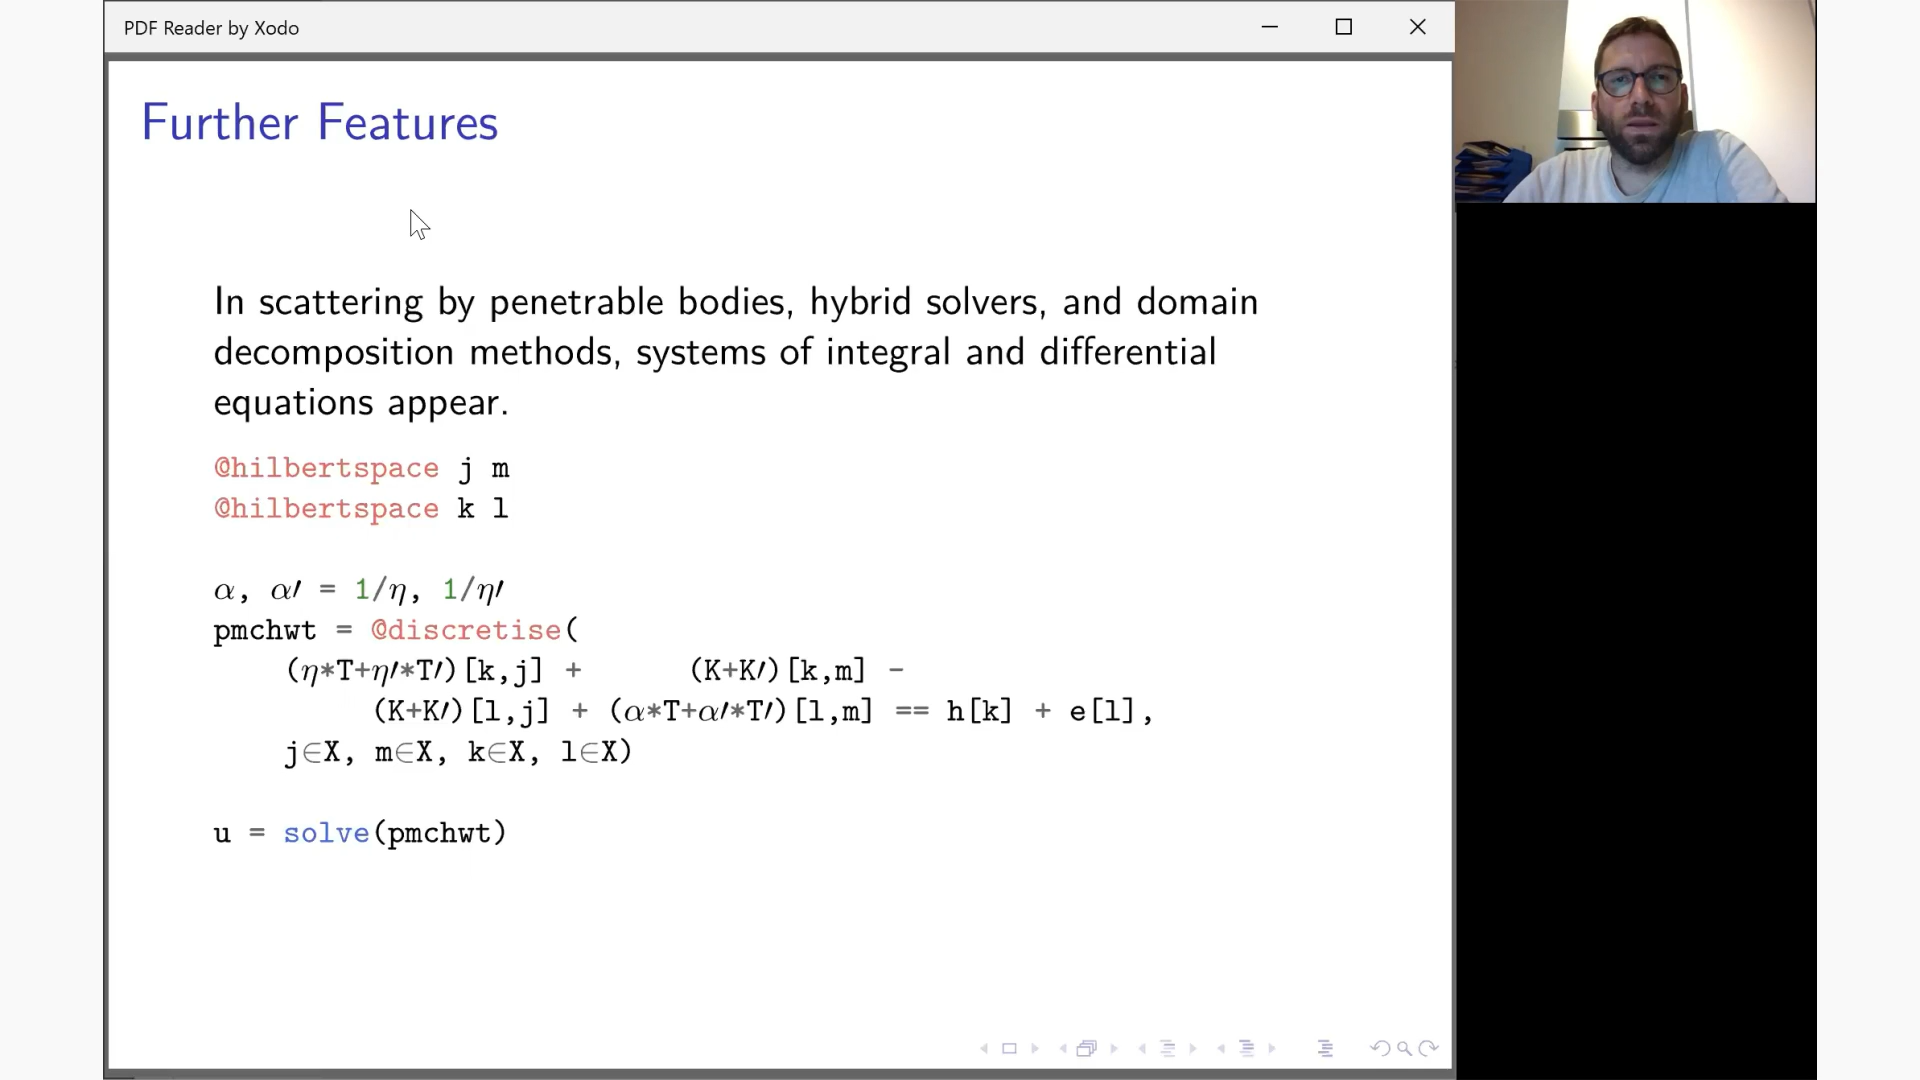 PDF Reader by Xodo
Further Features
In scattering by penetrable bodies, hybrid solvers, and domain
decomposition methods, systems of integral and differential
equations appear.
@hilbertspace j m
@hilbertspace k l
α, α′ = 1/η, 1/η′
pmchwt = @discretise(
(η*T+η′*T′)[k,j] + (K+K′)[k,m] -
(K+K′)[l,j] + (α*T+α′*T′)[l,m] == h[k] + e[l],
j∈X, m∈X, k∈X, l∈X)
u = solve(pmchwt)